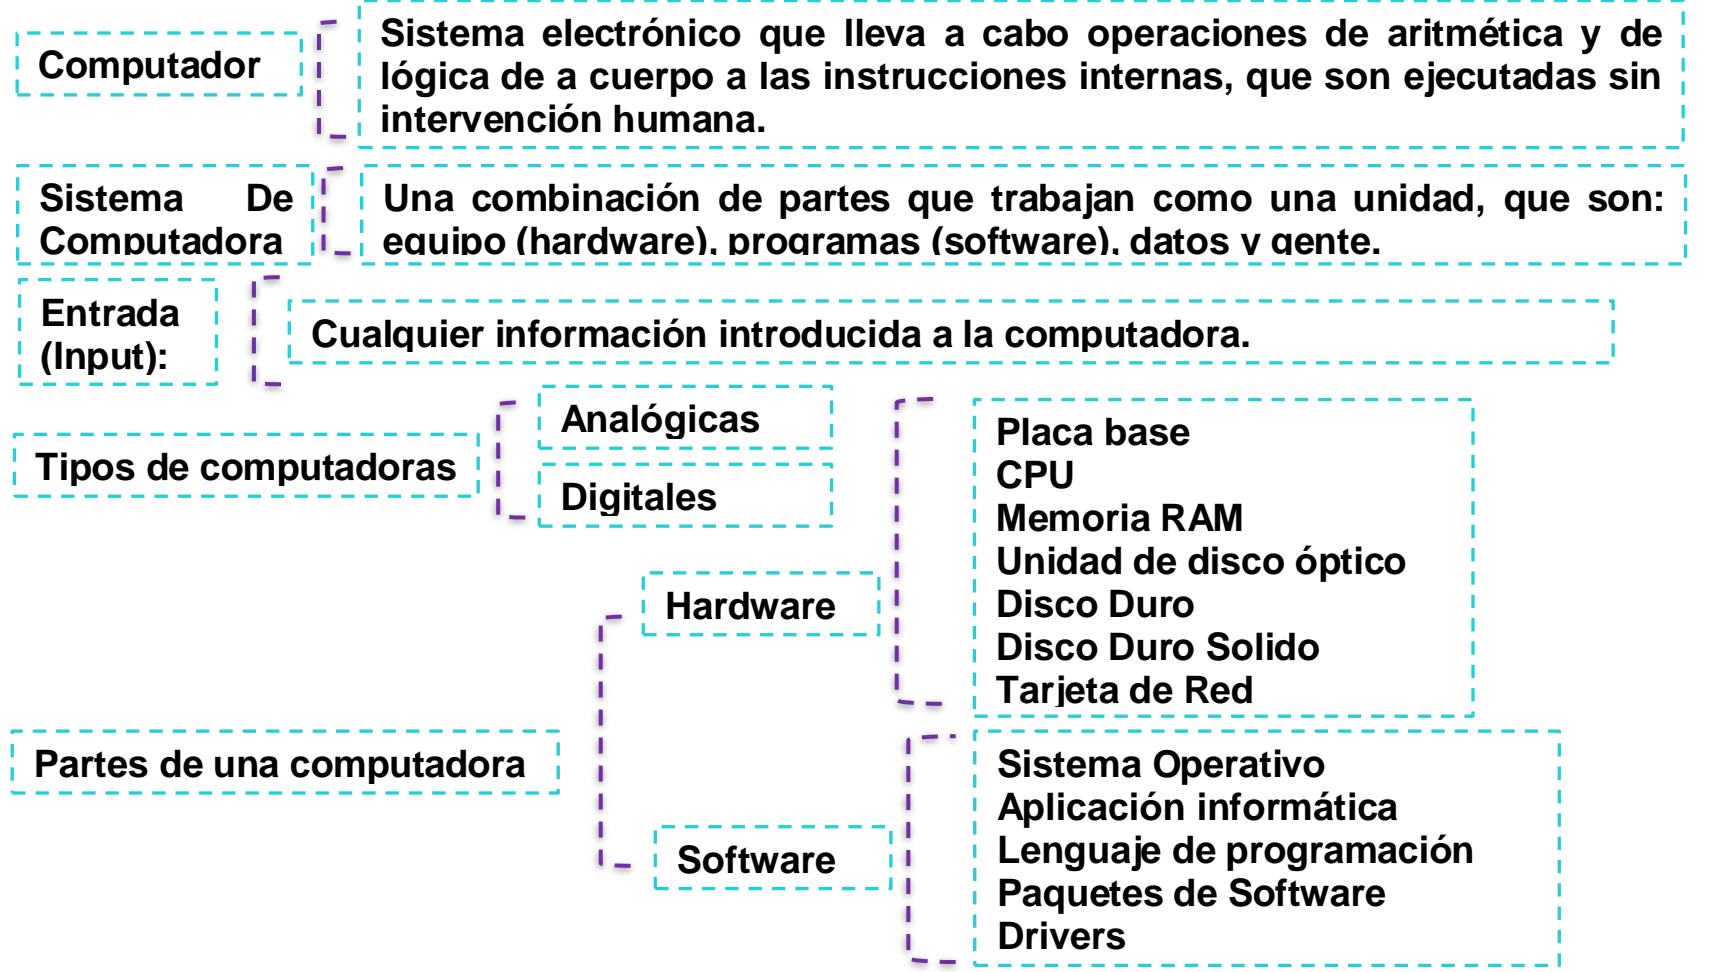 Computador
Sistema electrónico que lleva a cabo operaciones de aritmética y de
lógica de a cuerpo a las instrucciones internas, que son ejecutadas sin
intervención humana.
Sistema De
Computadora
Una combinación de partes que trabajan como una unidad, que son:
equipo (hardware), programas (software), datos y gente.
Entrada
(Input):
Cualquier información introducida a la computadora.
Tipos de computadoras
Analógicas
Digitales
Partes de una computadora
Hardware
Placa base
CPU
Memoria RAM
Unidad de disco óptico
Disco Duro
Disco Duro Solido
Tarjeta de Red
Software
Sistema Operativo
Aplicación informática
Lenguaje de programación
Paquetes de Software
Drivers